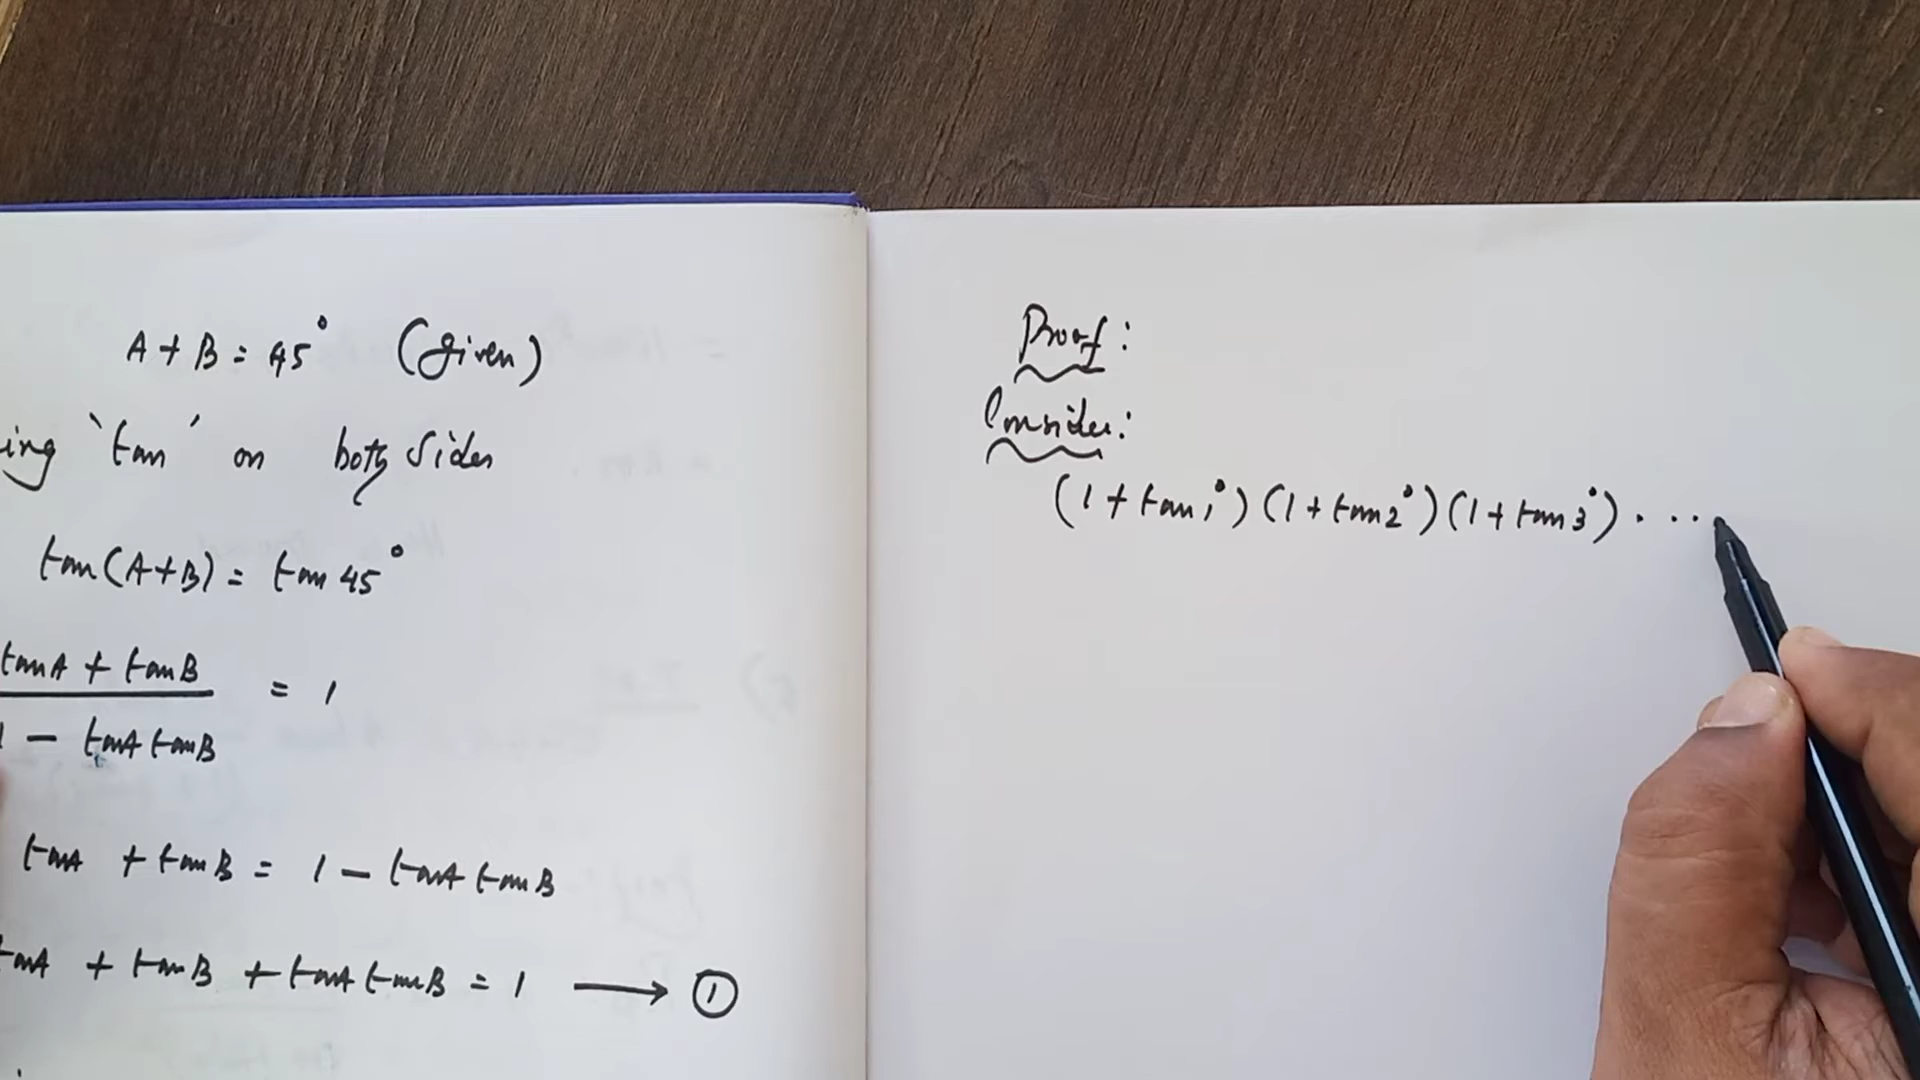 A + B = 45° (Given)
ing 'tan' on both sides
tan(A+B) = tan 45°
tanA + tanB
= 1
1 - tanA tanB
tanA + tanB = 1 - tanA tanB
tanA + tanB + tanA tanB = 1 → ①
Proof:
Consider:
(1 + tan1°)(1 + tan2°)(1 + tan3°)....